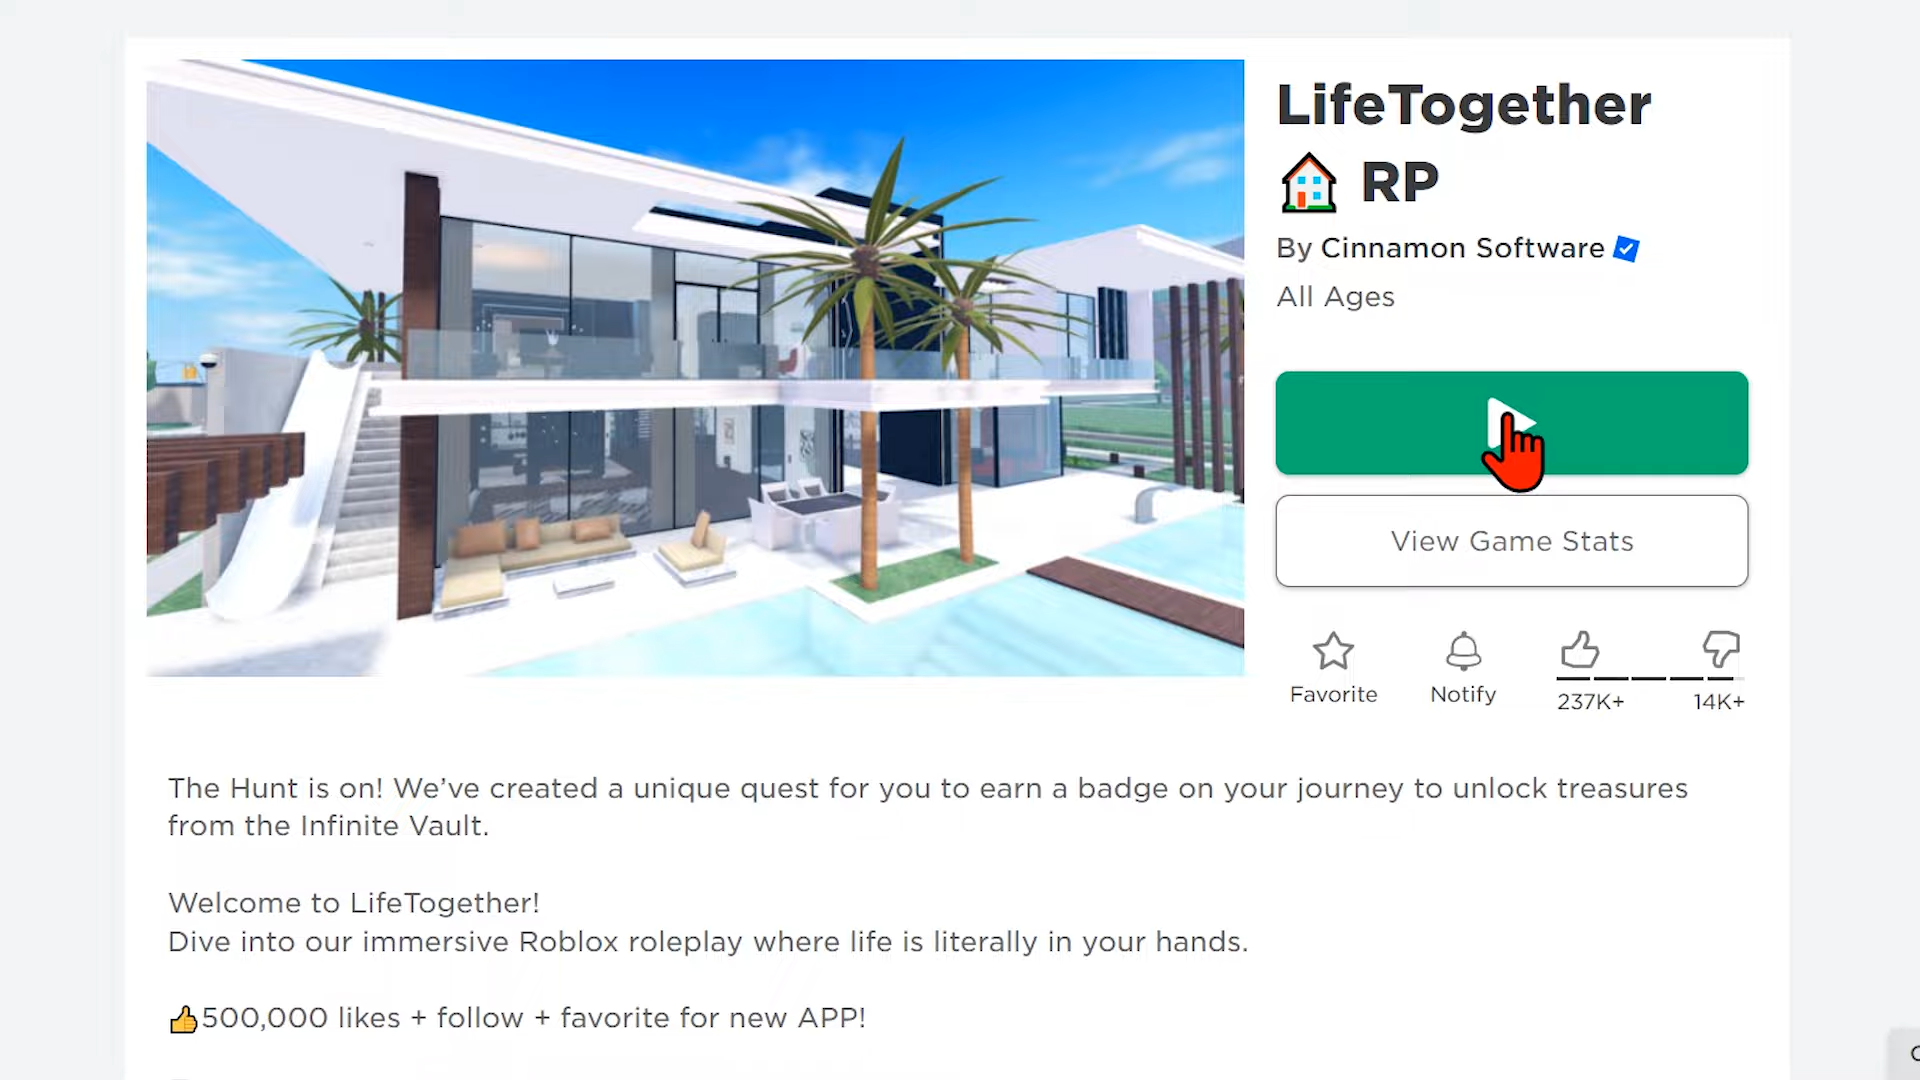 LifeTogether
🏠 RP
By Cinnamon Software
All Ages
View Game Stats
Favorite
Notify
237K+
14K+
The Hunt is on! We’ve created a unique quest for you to earn a badge on your journey to unlock treasures
from the Infinite Vault.
Welcome to LifeTogether!
Dive into our immersive Roblox roleplay where life is literally in your hands.
👍500,000 likes + follow + favorite for new APP!